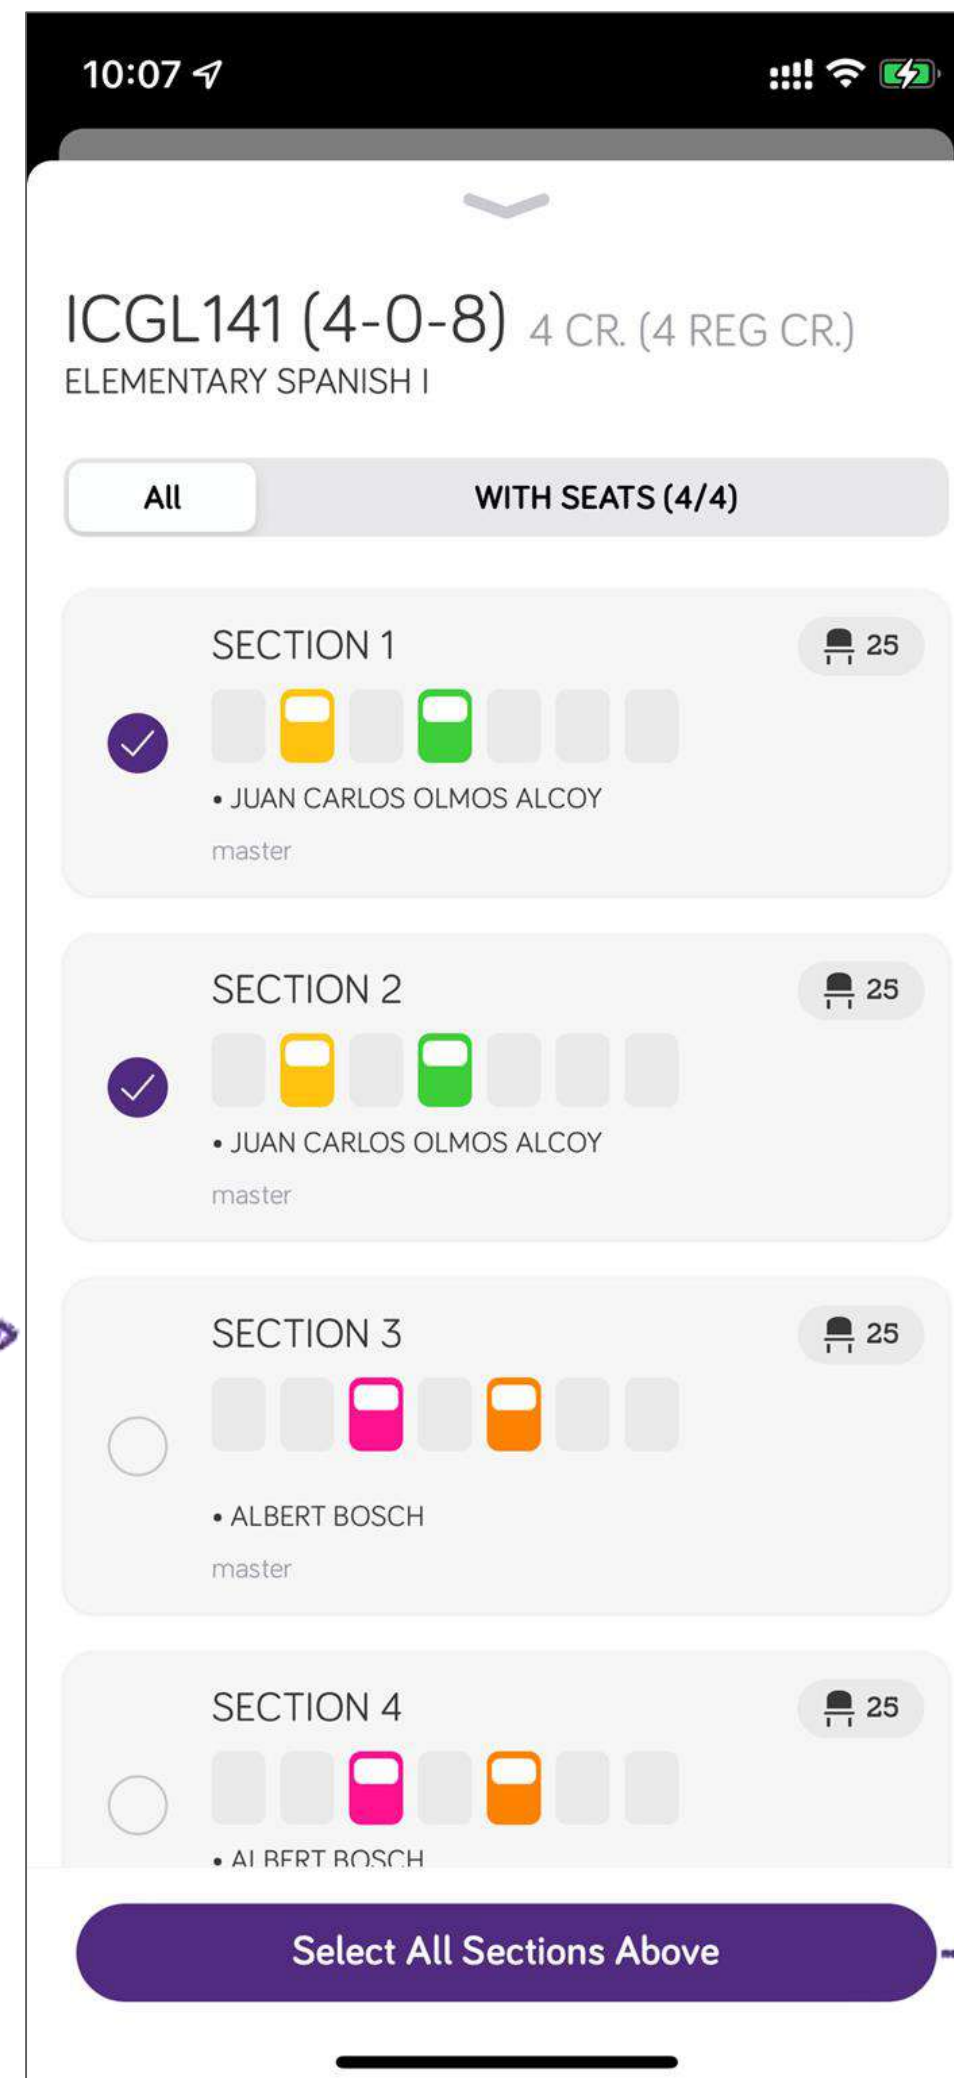 10:07
ICGL141 (4-0-8) 4 CR. (4 REG CR.)
ELEMENTARY SPANISH I
All WITH SEATS (4/4)
SECTION 1 25
• JUAN CARLOS OLMOS ALCOY
master
SECTION 2 25
• JUAN CARLOS OLMOS ALCOY
master
SECTION 3 25
• ALBERT BOSCH
master
SECTION 4 25
• ALBERT BOSCH
Select All Sections Above